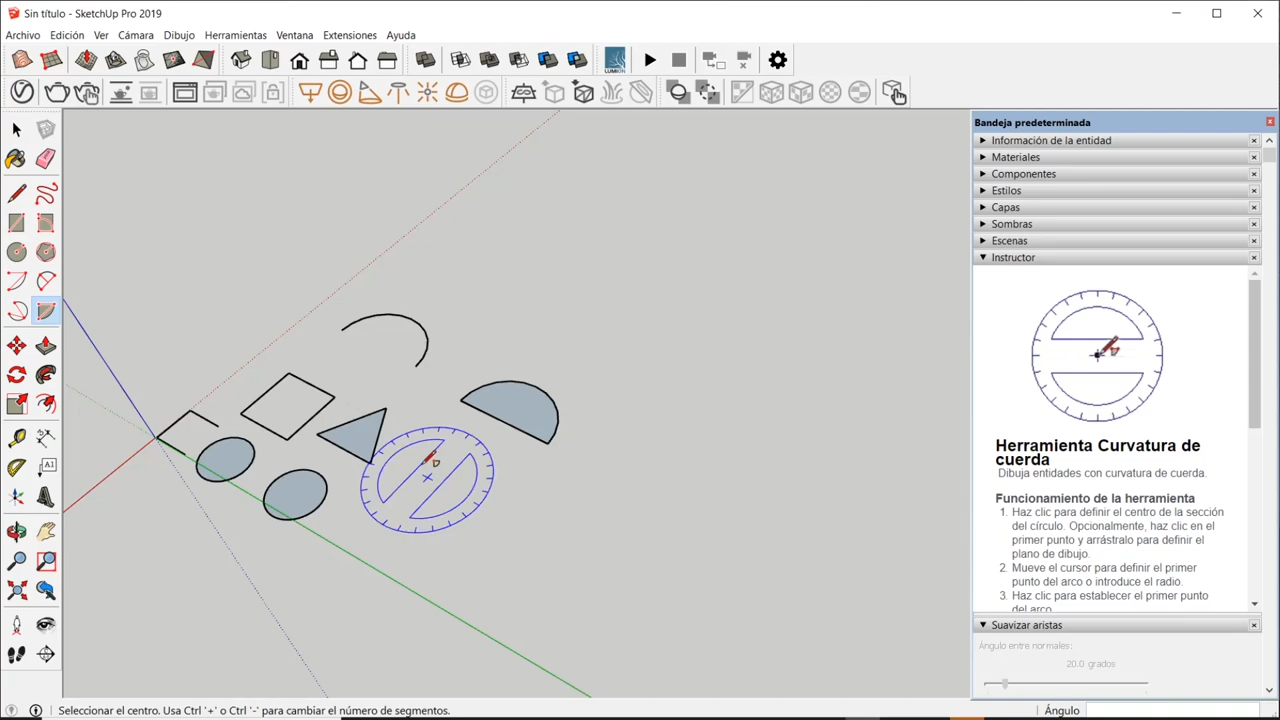 Sin título - SketchUp Pro 2019
Archivo Edición Ver Cámara Dibujo Herramientas Ventana Extensiones Ayuda
LUMION
A1
Bandeja predeterminada
Información de la entidad
Materiales
Componentes
Estilos
Capas
Sombras
Escenas
Instructor
Herramienta Curvatura de
cuerda
Dibuja entidades con curvatura de cuerda.
Funcionamiento de la herramienta
1. Haz clic para definir el centro de la sección
del círculo. Opcionalmente, haz clic en el
primer punto y arrástralo para definir el
plano de dibujo.
2. Mueve el cursor para definir el primer
punto del arco o introduce el radio.
3. Haz clic para establecer el primer punto
del arco
Suavizar aristas
Ángulo entre normales:
20.0 grados
Seleccionar el centro. Usa Ctrl '+' o Ctrl '-' para cambiar el número de segmentos.
Ángulo